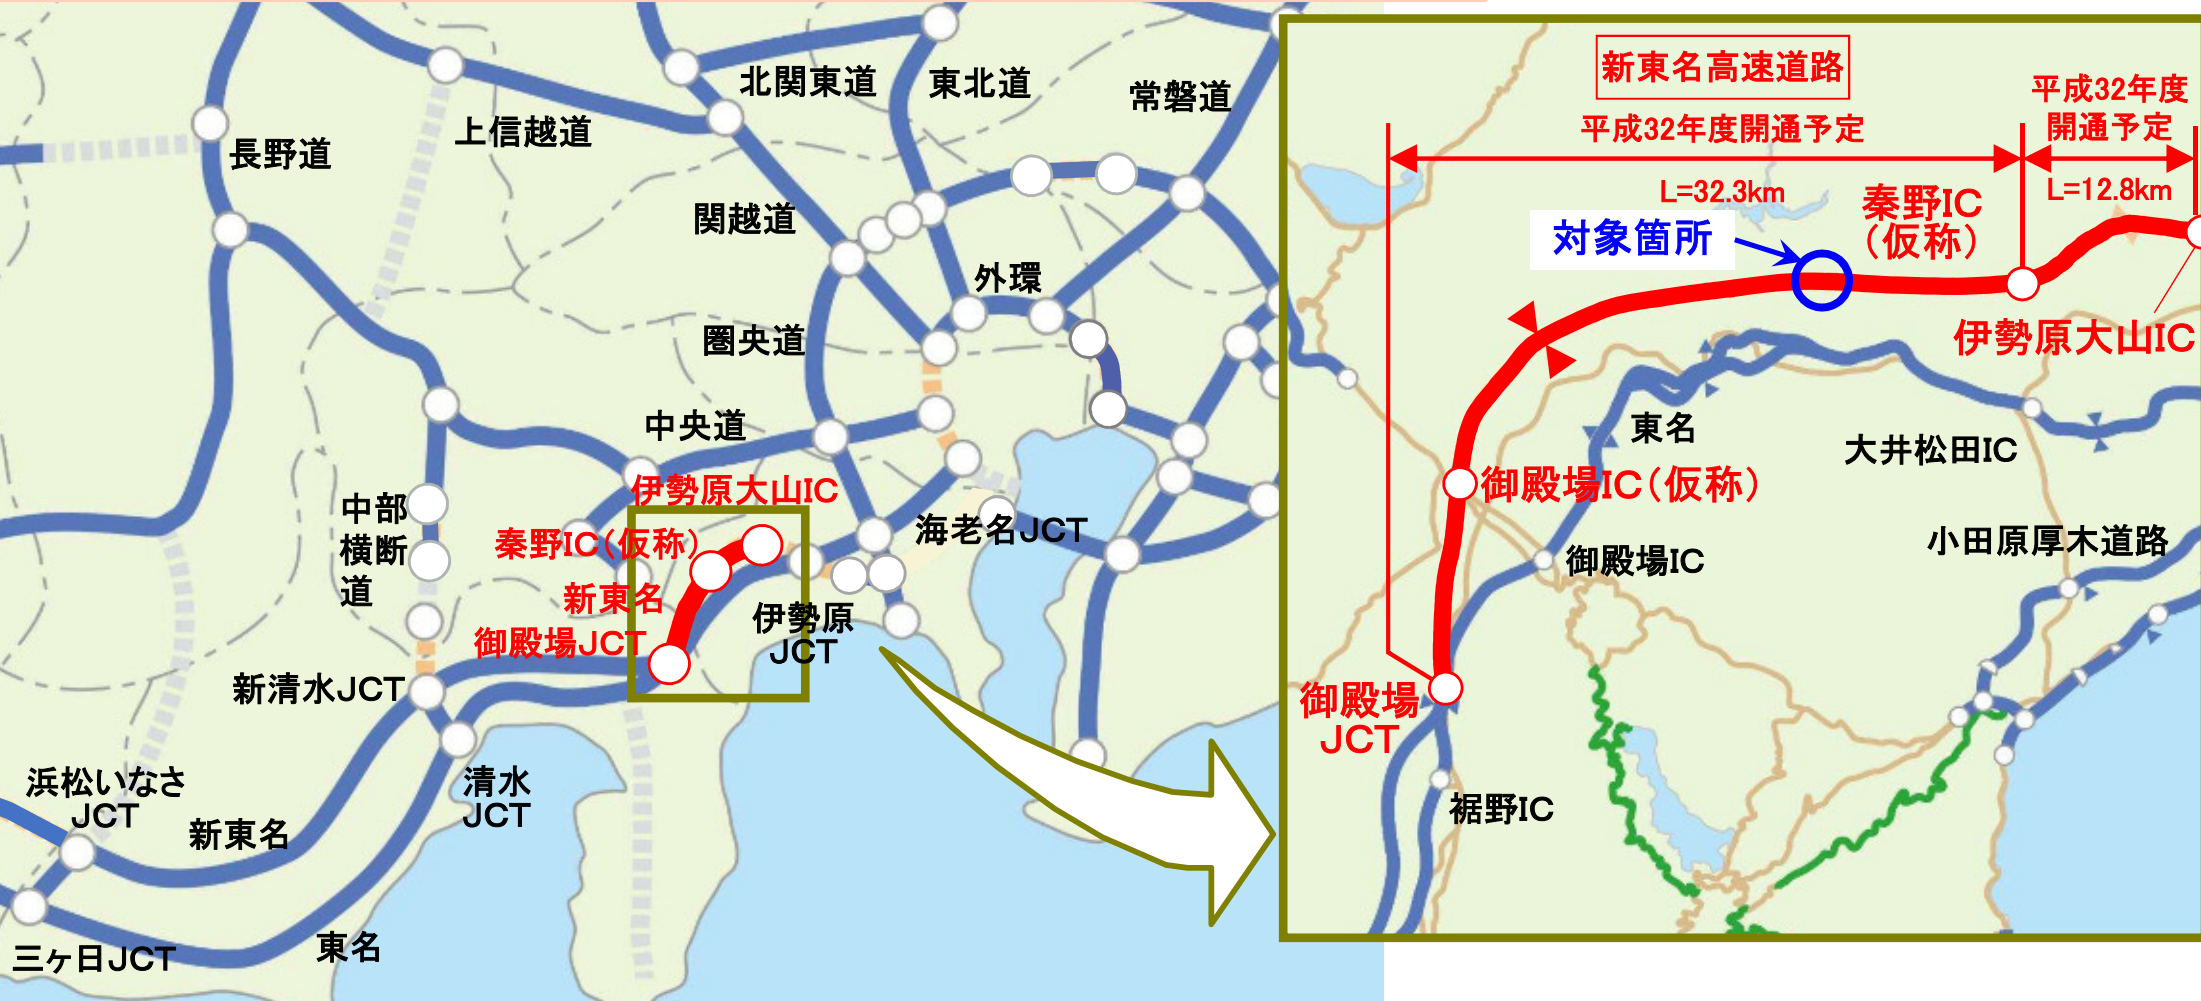 北関東道
東北道
常磐道
上信越道
長野道
関越道
外環
圏央道
中央道
伊勢原大山IC
中部
横断
道
秦野IC(仮称)
海老名JCT
新東名
御殿場JCT
伊勢原
JCT
新清水JCT
浜松いなさ
JCT
新東名
清水
JCT
三ヶ日JCT
東名
新東名高速道路
平成32年度
開通予定
平成32年度開通予定
L=32.3km
L=12.8km
秦野IC
(仮称)
対象箇所
伊勢原大山IC
東名
大井松田IC
御殿場IC(仮称)
御殿場IC
小田原厚木道路
御殿場
JCT
裾野IC